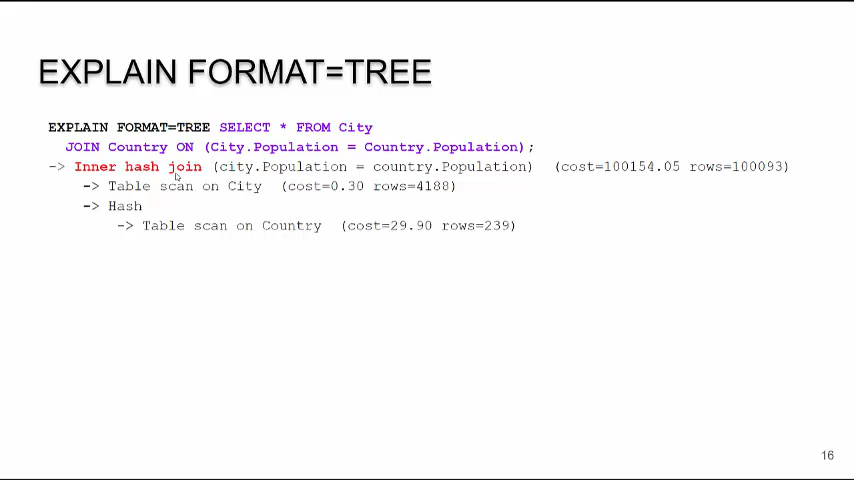 EXPLAIN FORMAT=TREE
EXPLAIN FORMAT=TREE SELECT * FROM City
JOIN Country ON (City.Population = Country.Population);
-> Inner hash join (city.Population = country.Population) (cost=100154.05 rows=100093)
-> Table scan on City (cost=0.30 rows=4188)
-> Hash
-> Table scan on Country (cost=29.90 rows=239)
16